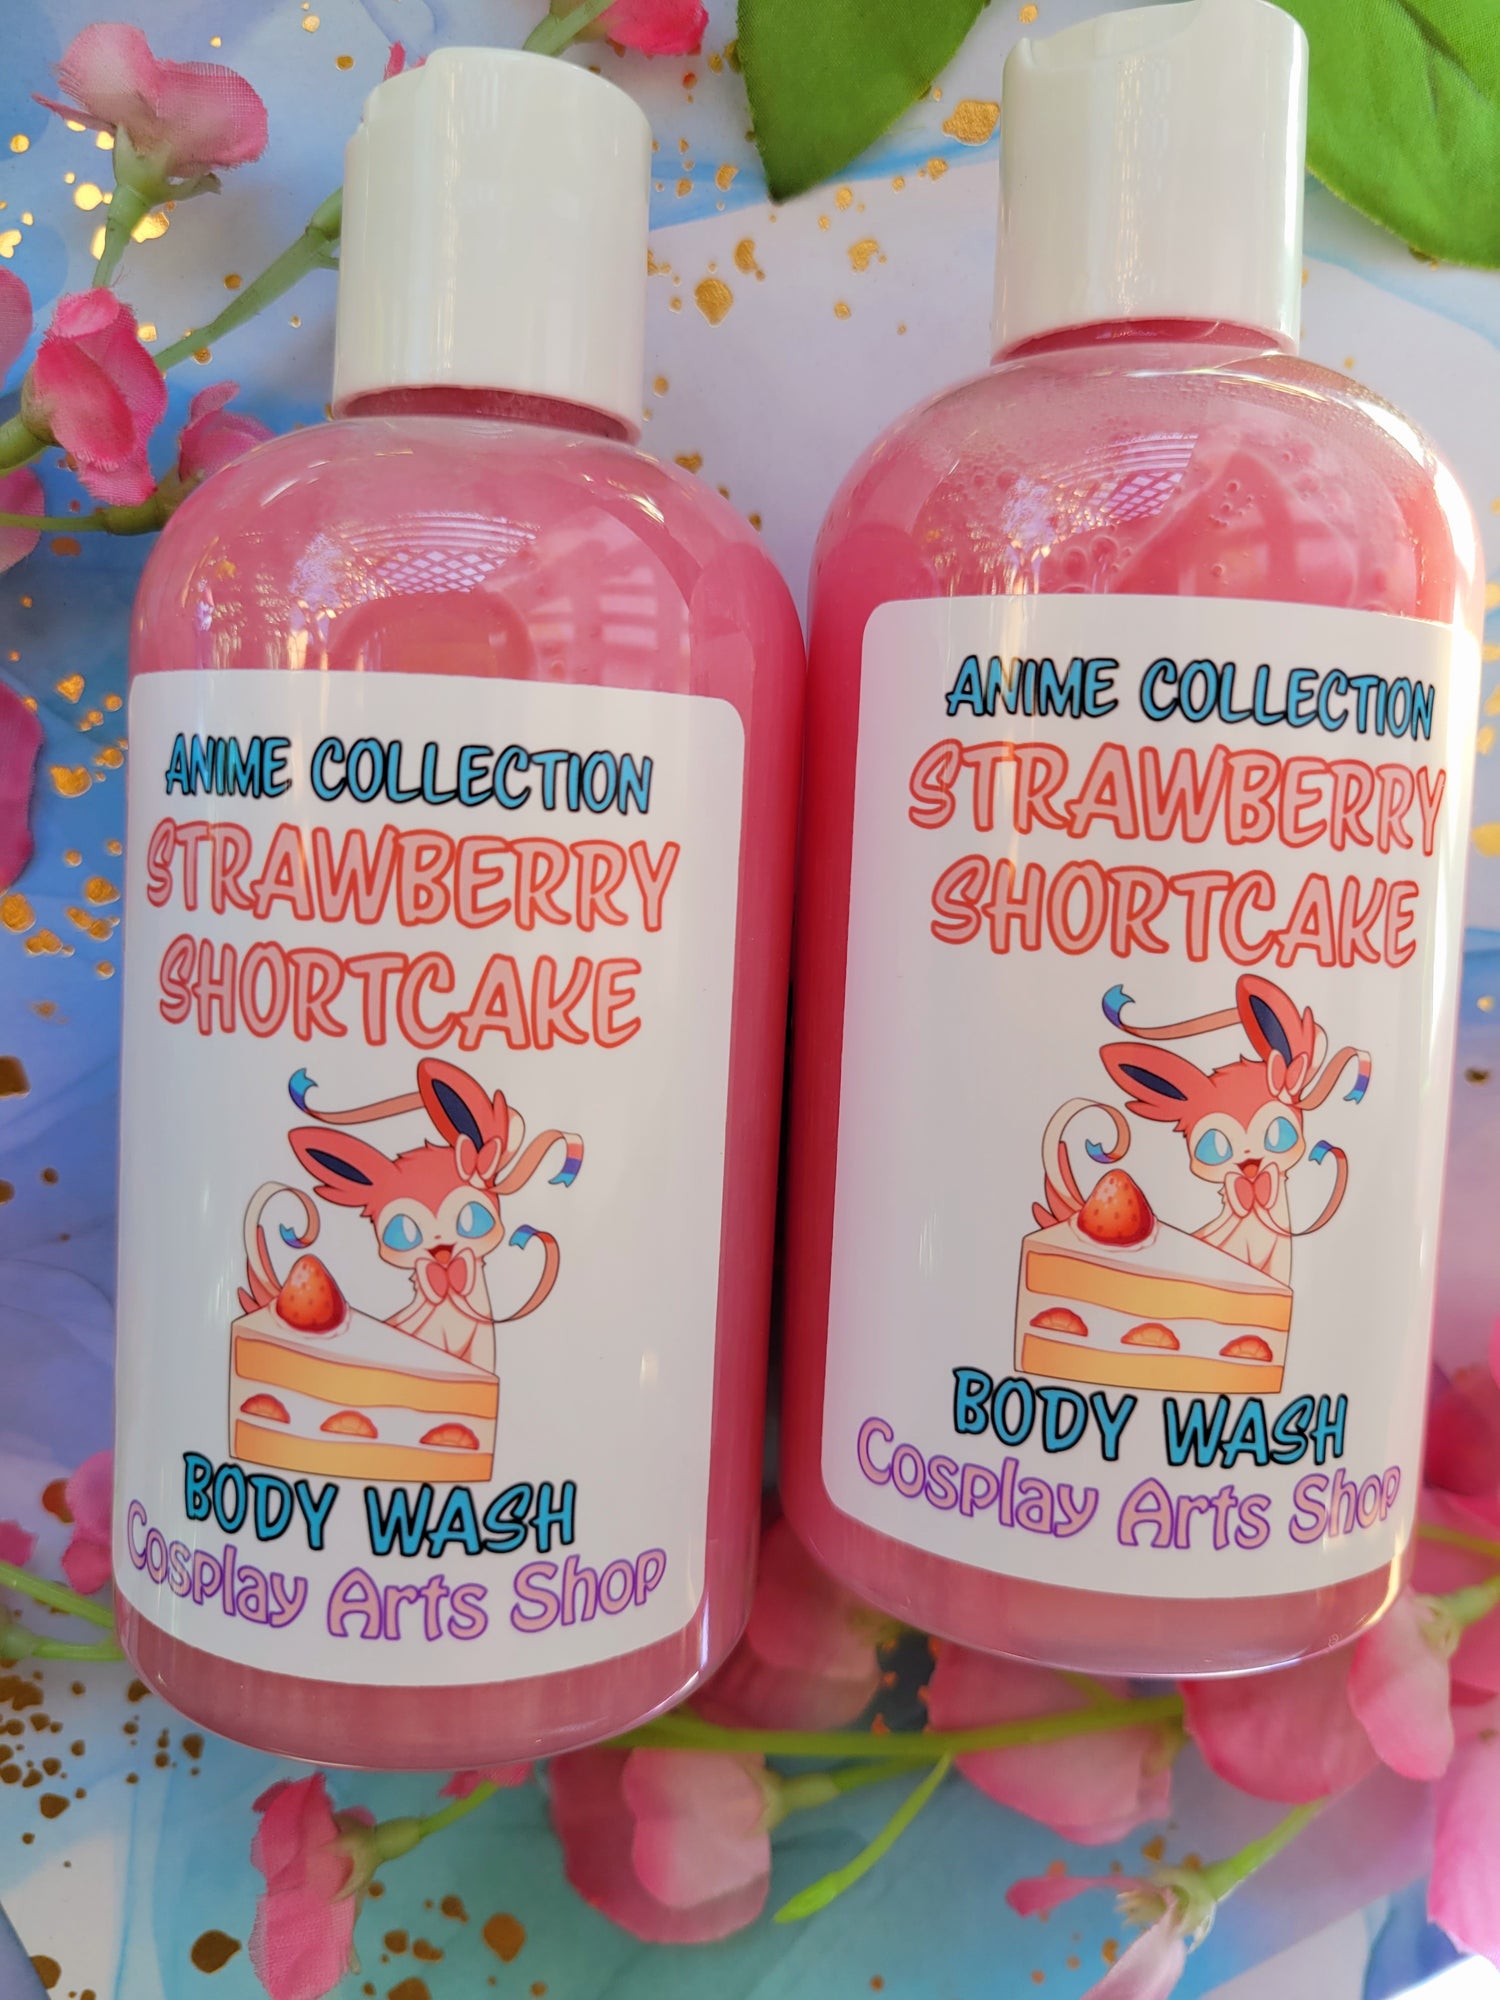 ANIME COLLECTION
STRAWBERRY
SHORTCAKE
BODY WASH
Cosplay Arts Shop
ANIME COLLECTION
STRAWBERRY
SHORTCAKE
BODY WASH
Cosplay Arts Shop